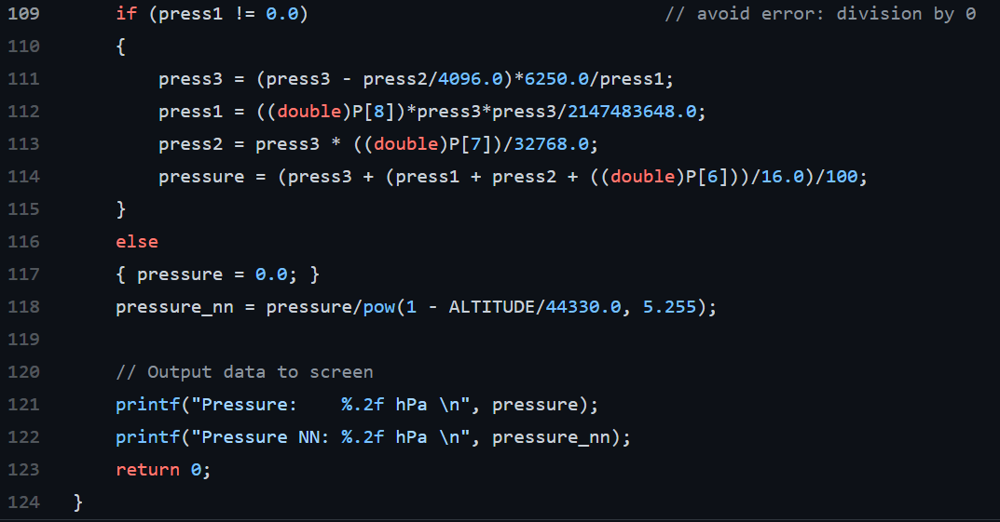 109 if (press1 != 0.0) // avoid error: division by 0
110 {
111 press3 = (press3 - press2/4096.0)*6250.0/press1;
112 press1 = ((double)P[8])*press3*press3/2147483648.0;
113 press2 = press3 * ((double)P[7])/32768.0;
114 pressure = (press3 + (press1 + press2 + ((double)P[6]))/16.0)/100;
115 }
116 else
117 { pressure = 0.0; }
118 pressure_nn = pressure/pow(1 - ALTITUDE/44330.0, 5.255);
119
120 // Output data to screen
121 printf("Pressure:    %.2f hPa \n", pressure);
122 printf("Pressure NN: %.2f hPa \n", pressure_nn);
123 return 0;
124 }